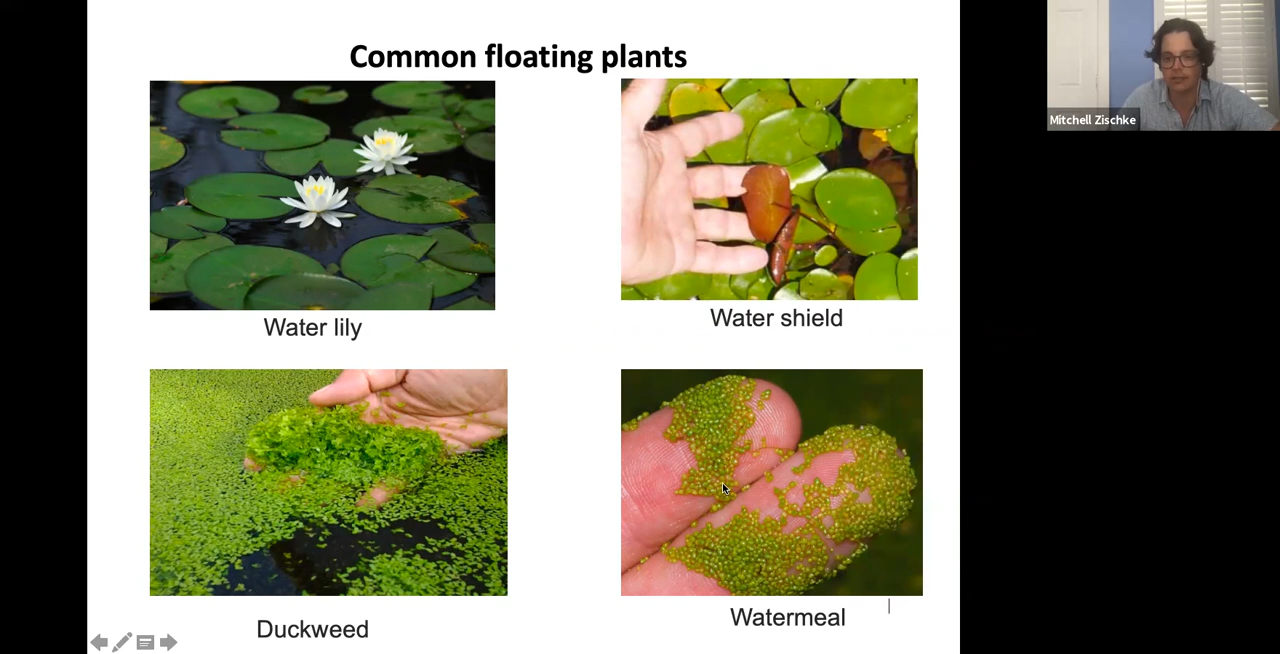 Common floating plants
Mitchell Zischke
Water lily
Water shield
Duckweed
Watermeal